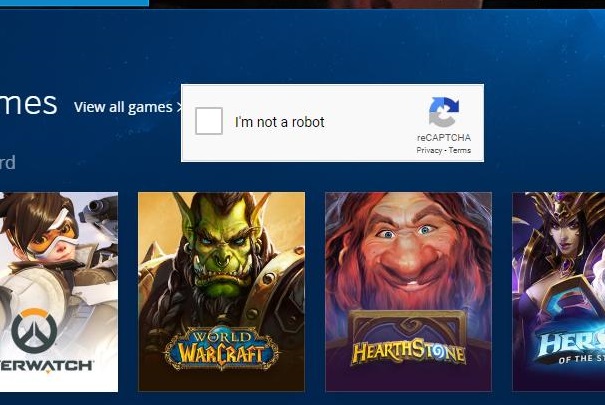 mes View all games >
I'm not a robot
reCAPTCHA
Privacy - Terms
rd
ERWATCH
WORLD
WARCRAFT
HEARTHSTONE
HER
OF THE ST